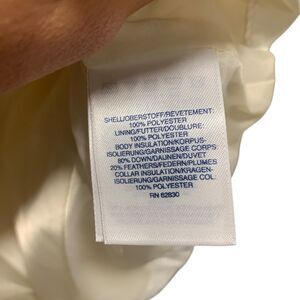 SHELL/OBERSTOFF/REVETEMENT:
100% POLYESTER
LINING/FUTTER/DOUBLURE:
100% POLYESTER
BODY INSULATION/KORPUS-
ISOLIERUNG/GARNISSAGE CORPS:
80% DOWN/DAUNEN/DUVET
20% FEATHERS/FEDERN/PLUMES
COLLAR INSULATION/KRAGEN-
ISOLIERUNG/GARNISSAGE COL:
100% POLYESTER
RN 62830